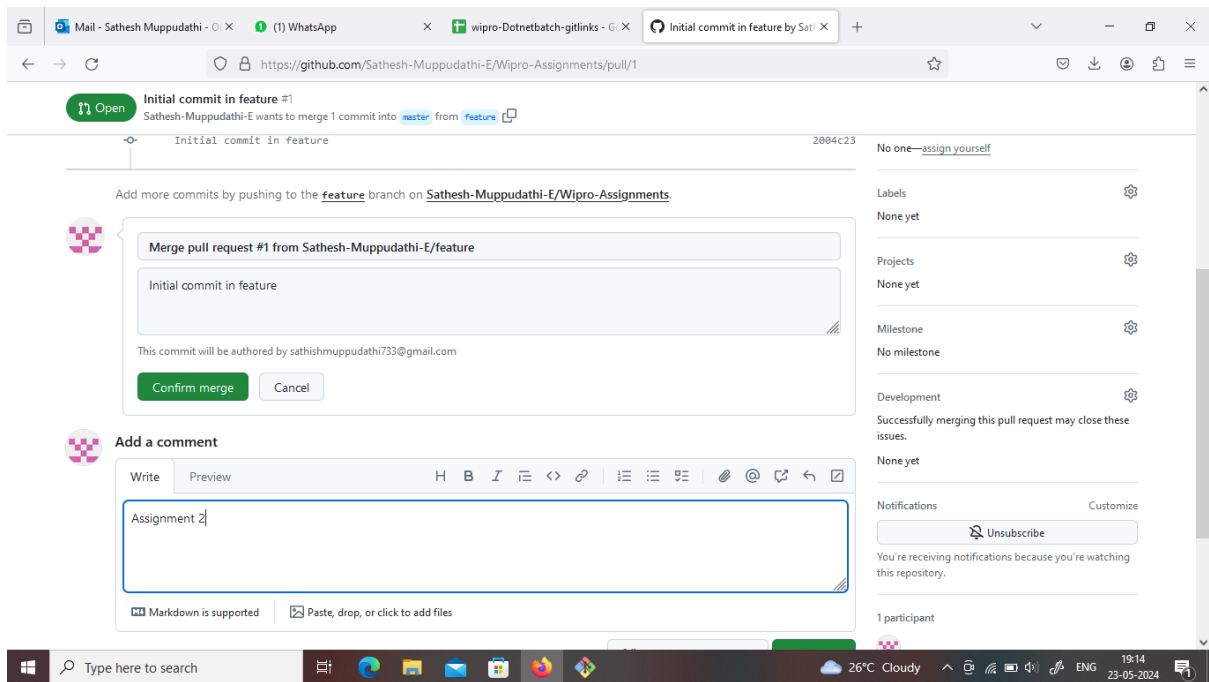 Mail - Sathesh Muppudathi - O
(1) WhatsApp
wipro-Dotnetbatch-gitlinks - G
Initial commit in feature by Sath
https://github.com/Sathesh-Muppudathi-E/Wipro-Assignments/pull/1
Open
Initial commit in feature #1
Sathesh-Muppudathi-E wants to merge 1 commit into master from feature
Initial commit in feature 2004c23
Add more commits by pushing to the feature branch on Sathesh-Muppudathi-E/Wipro-Assignments.
Merge pull request #1 from Sathesh-Muppudathi-E/feature
Initial commit in feature
This commit will be authored by sathishmuppudathi733@gmail.com
Confirm merge Cancel
Add a comment
Write Preview
Assignment 2
Markdown is supported
Paste, drop, or click to add files
No one—assign yourself
Labels
None yet
Projects
None yet
Milestone
No milestone
Development
Successfully merging this pull request may close these
issues.
None yet
Notifications Customize
Unsubscribe
You're receiving notifications because you're watching
this repository.
1 participant
Type here to search
26°C Cloudy
ENG
19:14
23-05-2024
1